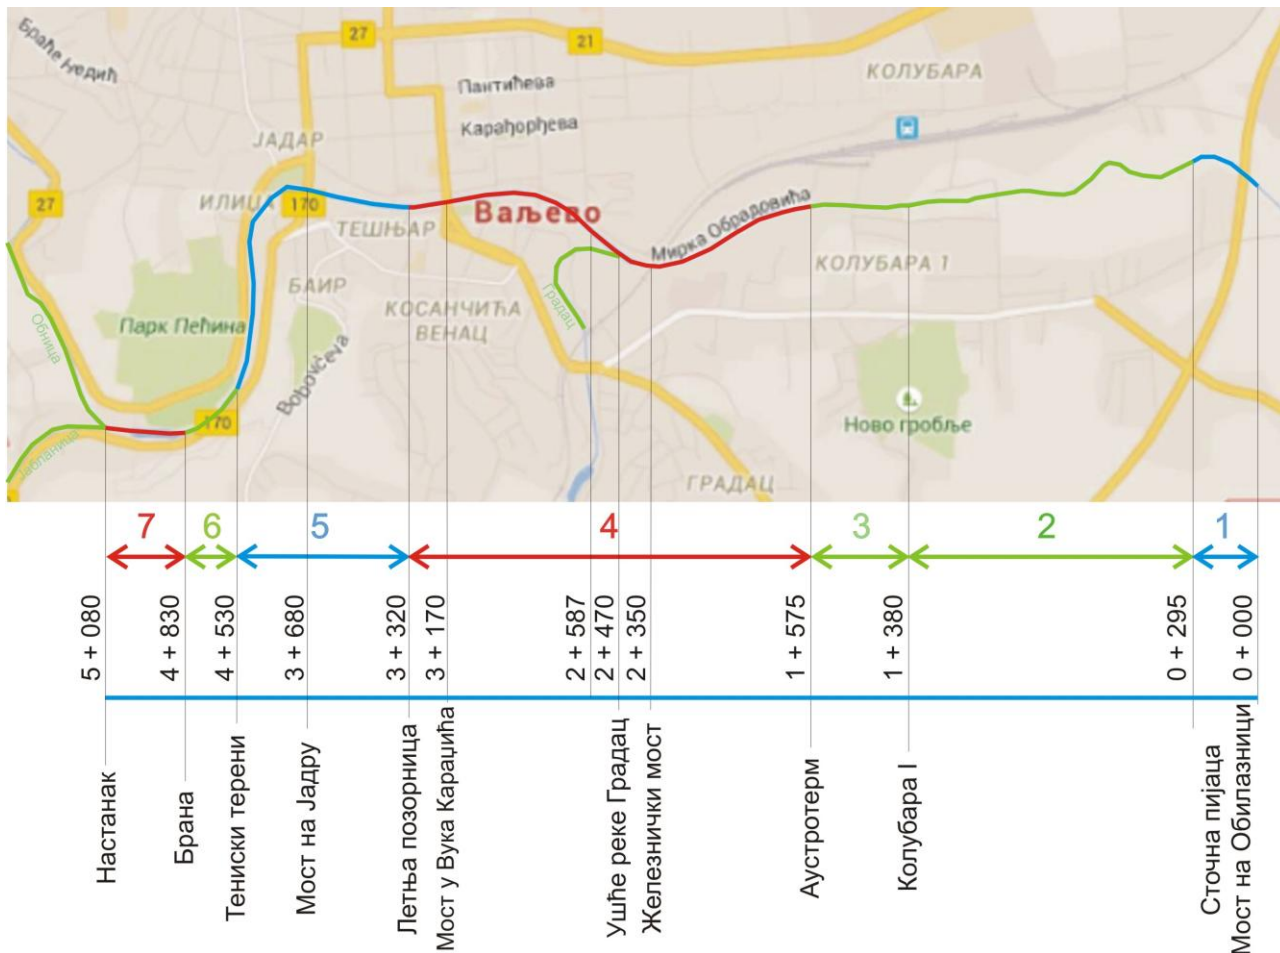 Браће Недић
27
21
Пантићева
Карађорђева
КОЛУБАРА
ЈАДАР
27
ИЛИЦА
170
ТЕШЊАР
Ваљево
Мирка Обрадовића
КОЛУБАРА 1
БАИР
Градац
КОСАНЧИЋА
ВЕНАЦ
Обница
Парк Пећина
170
Ново гробље
Јабланица
ГРАДАЦ
7
6
5
4
3
2
1
5 + 080
4 + 830
4 + 530
3 + 680
3 + 320
3 + 170
2 + 587
2 + 470
2 + 350
1 + 575
1 + 380
0 + 295
0 + 000
Настанак
Брана
Тениски терени
Мост на Јадру
Летња позорница
Мост у Вука Караџића
Ушће реке Градац
Железнички мост
Аустротерм
Колубара I
Сточна пијаца
Мост на Обилазници